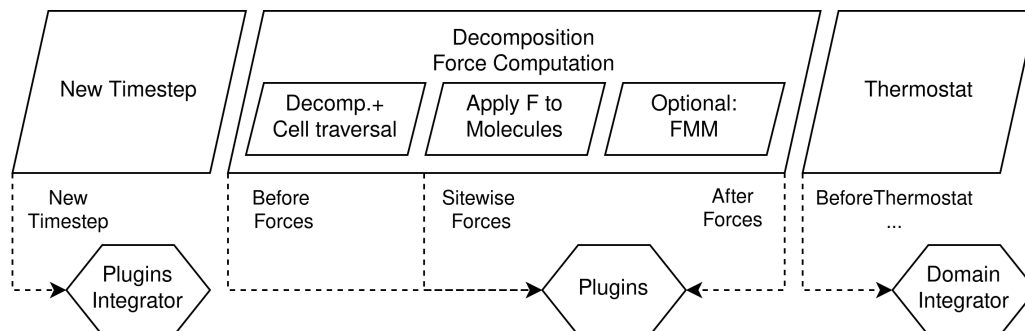 New Timestep
Decomposition
Force Computation
Decomp.+
Cell traversal
Apply F to
Molecules
Optional:
FMM
Thermostat
New
Timestep
Before
Forces
Sitewise
Forces
After
Forces
BeforeThermostat
...
Plugins
Integrator
Plugins
Domain
Integrator